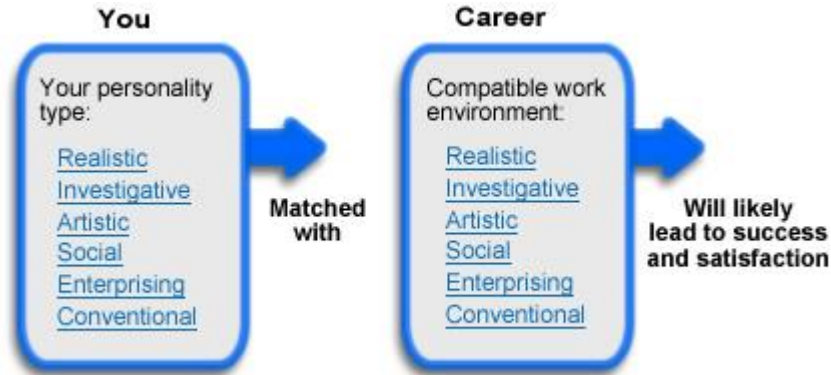 You
Your personality
type:
Realistic
Investigative
Artistic
Social
Enterprising
Conventional
Matched
with
Career
Compatible work
environment:
Realistic
Investigative
Artistic
Social
Enterprising
Conventional
Will likely
lead to success
and satisfaction